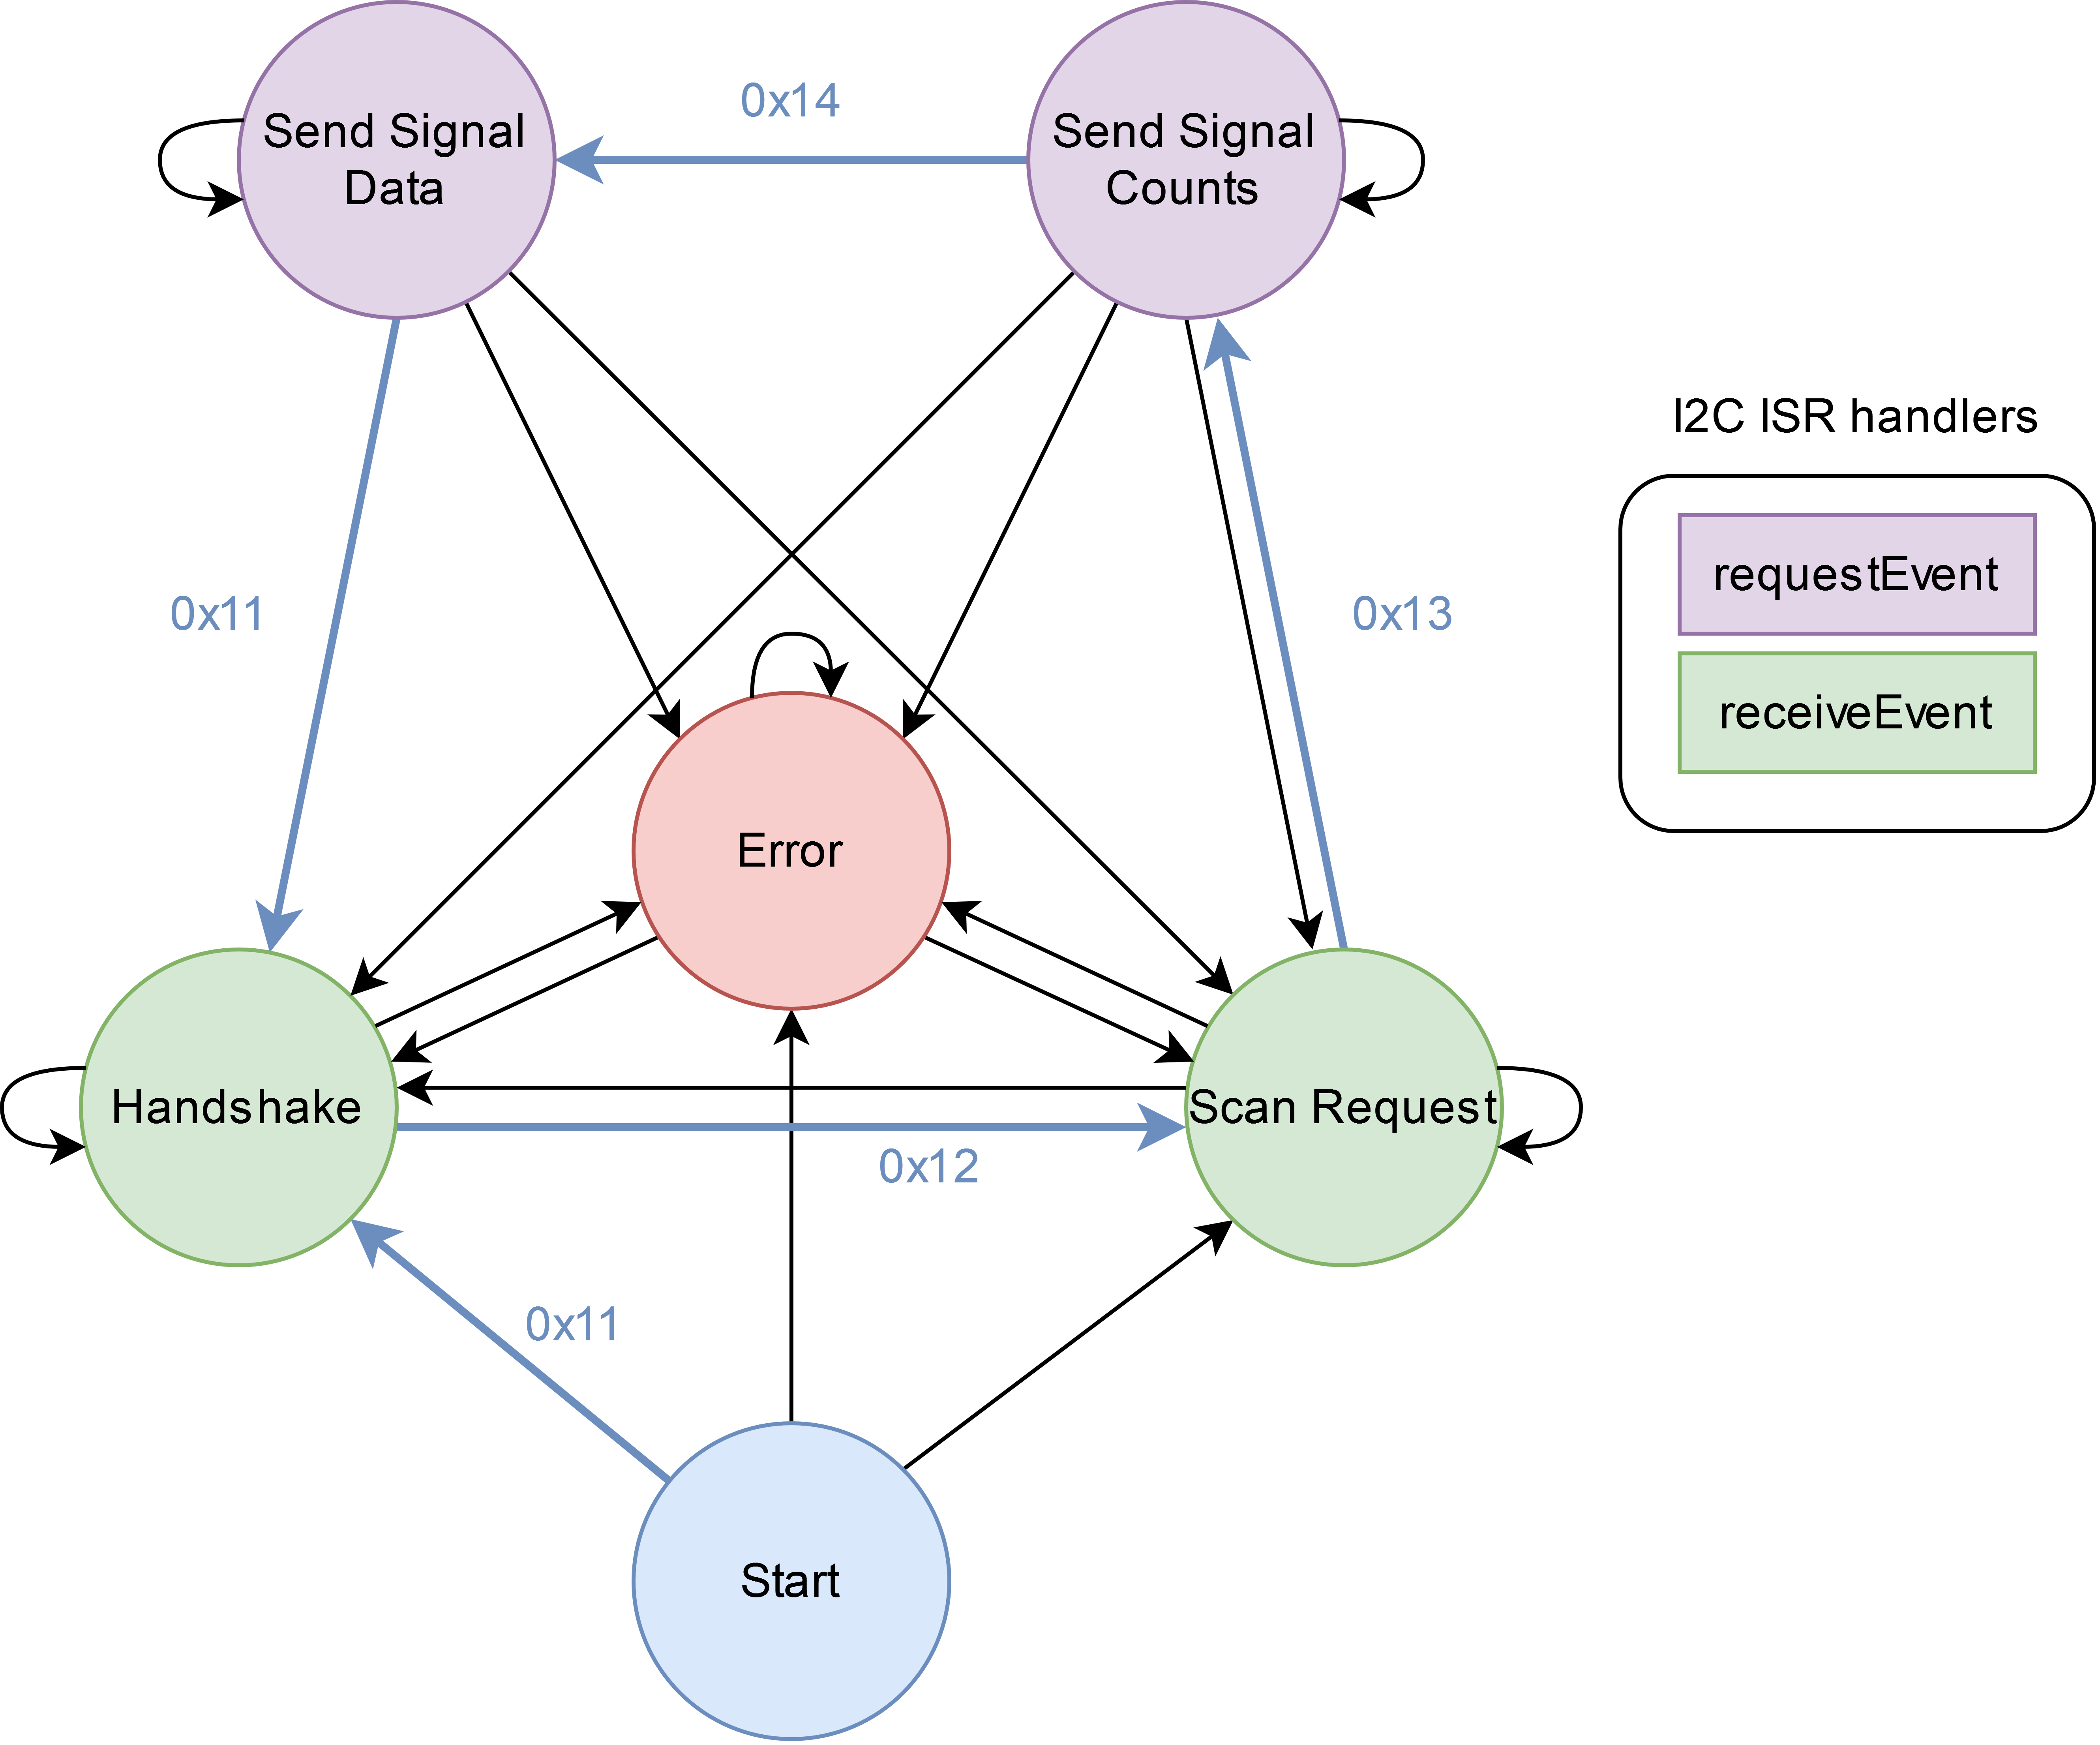 0x14
Send Signal
Data
Send Signal
Counts
I2C ISR handlers
requestEvent
receiveEvent
0x11
0x13
Error
Handshake
Scan Request
0x12
0x11
Start